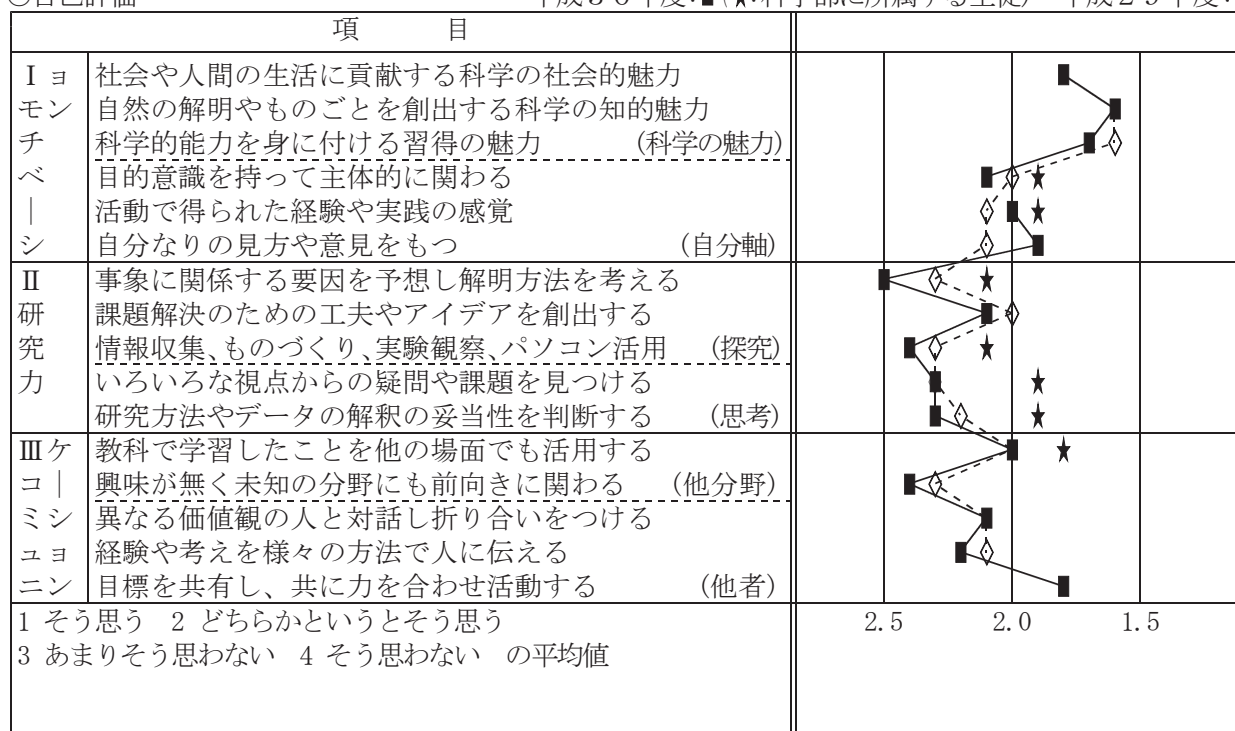 項　　目
Ⅰョ 社会や人間の生活に貢献する科学の社会的魅力
モン 自然の解明やものごとを創出する科学の知的魅力
チ 科学的能力を身に付ける習得の魅力　(科学の魅力)
べ 目的意識を持って主体的に関わる
｜ 活動で得られた経験や実践の感覚
シ 自分なりの見方や意見をもつ　(自分軸)
Ⅱ 事象に関係する要因を予想し解明方法を考える
研 課題解決のための工夫やアイデアを創出する
究 情報収集、ものづくり、実験観察、パソコン活用　(探究)
力 いろいろな視点からの疑問や課題を見つける
研究方法やデータの解釈の妥当性を判断する　(思考)
Ⅲケ 教科で学習したことを他の場面でも活用する
コ｜ 興味が無く未知の分野にも前向きに関わる　(他分野)
ミシ 異なる価値観の人と対話し折り合いをつける
ュョ 経験や考えを様々の方法で人に伝える
ニン 目標を共有し、共に力を合わせ活動する　(他者)
1 そう思う　2 どちらかというとそう思う　2.5　2.0　1.5
3 あまりそう思わない　4 そう思わない　の平均値